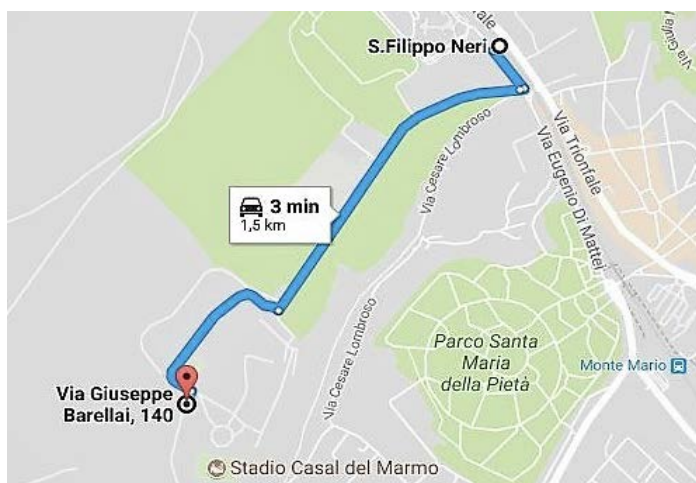 S.Filippo Neri
Via Trionfale
Via Eugenio Di Mattei
Via Cesare Lombroso
3 min
1,5 km
Via Cesare Lombroso
Parco Santa
Maria
della Pietà
Monte Mario
Via Giuseppe
Barellai, 140
Stadio Casal del Marmo